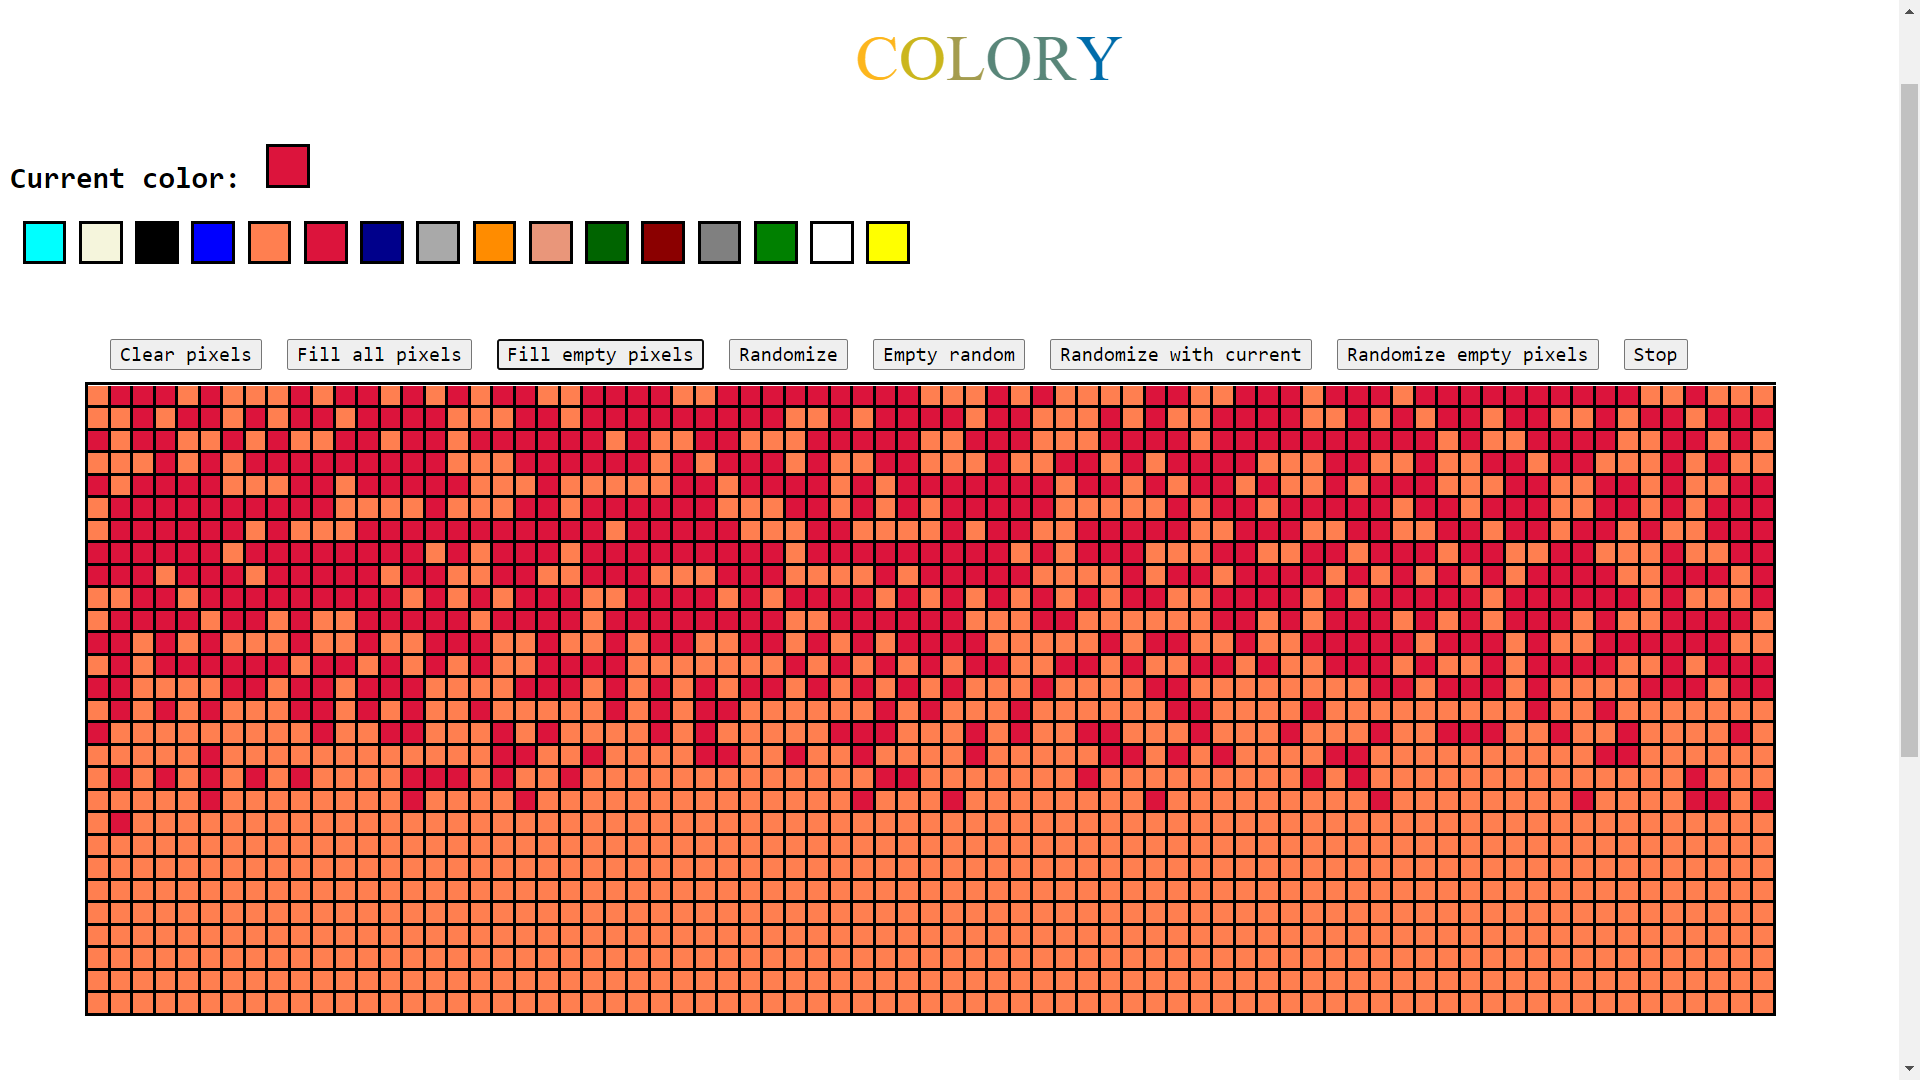 COLORY
Current color:
Clear pixels Fill all pixels Fill empty pixels Randomize Empty random Randomize with current Randomize empty pixels Stop